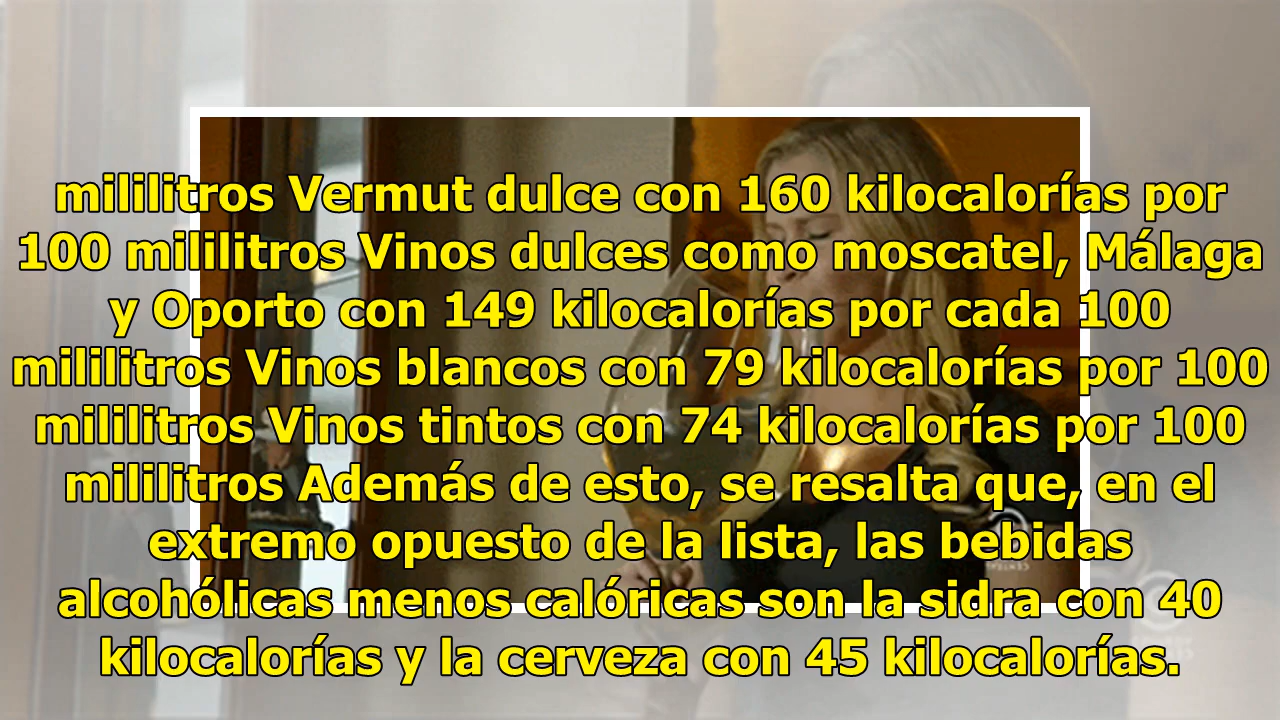 mililitros Vermut dulce con 160 kilocalorías por
100 mililitros Vinos dulces como moscatel, Málaga
y Oporto con 149 kilocalorías por cada 100
mililitros Vinos blancos con 79 kilocalorías por 100
mililitros Vinos tintos con 74 kilocalorías por 100
mililitros Además de esto, se resalta que, en el
extremo opuesto de la lista, las bebidas
alcohólicas menos calóricas son la sidra con 40
kilocalorías y la cerveza con 45 kilocalorías.